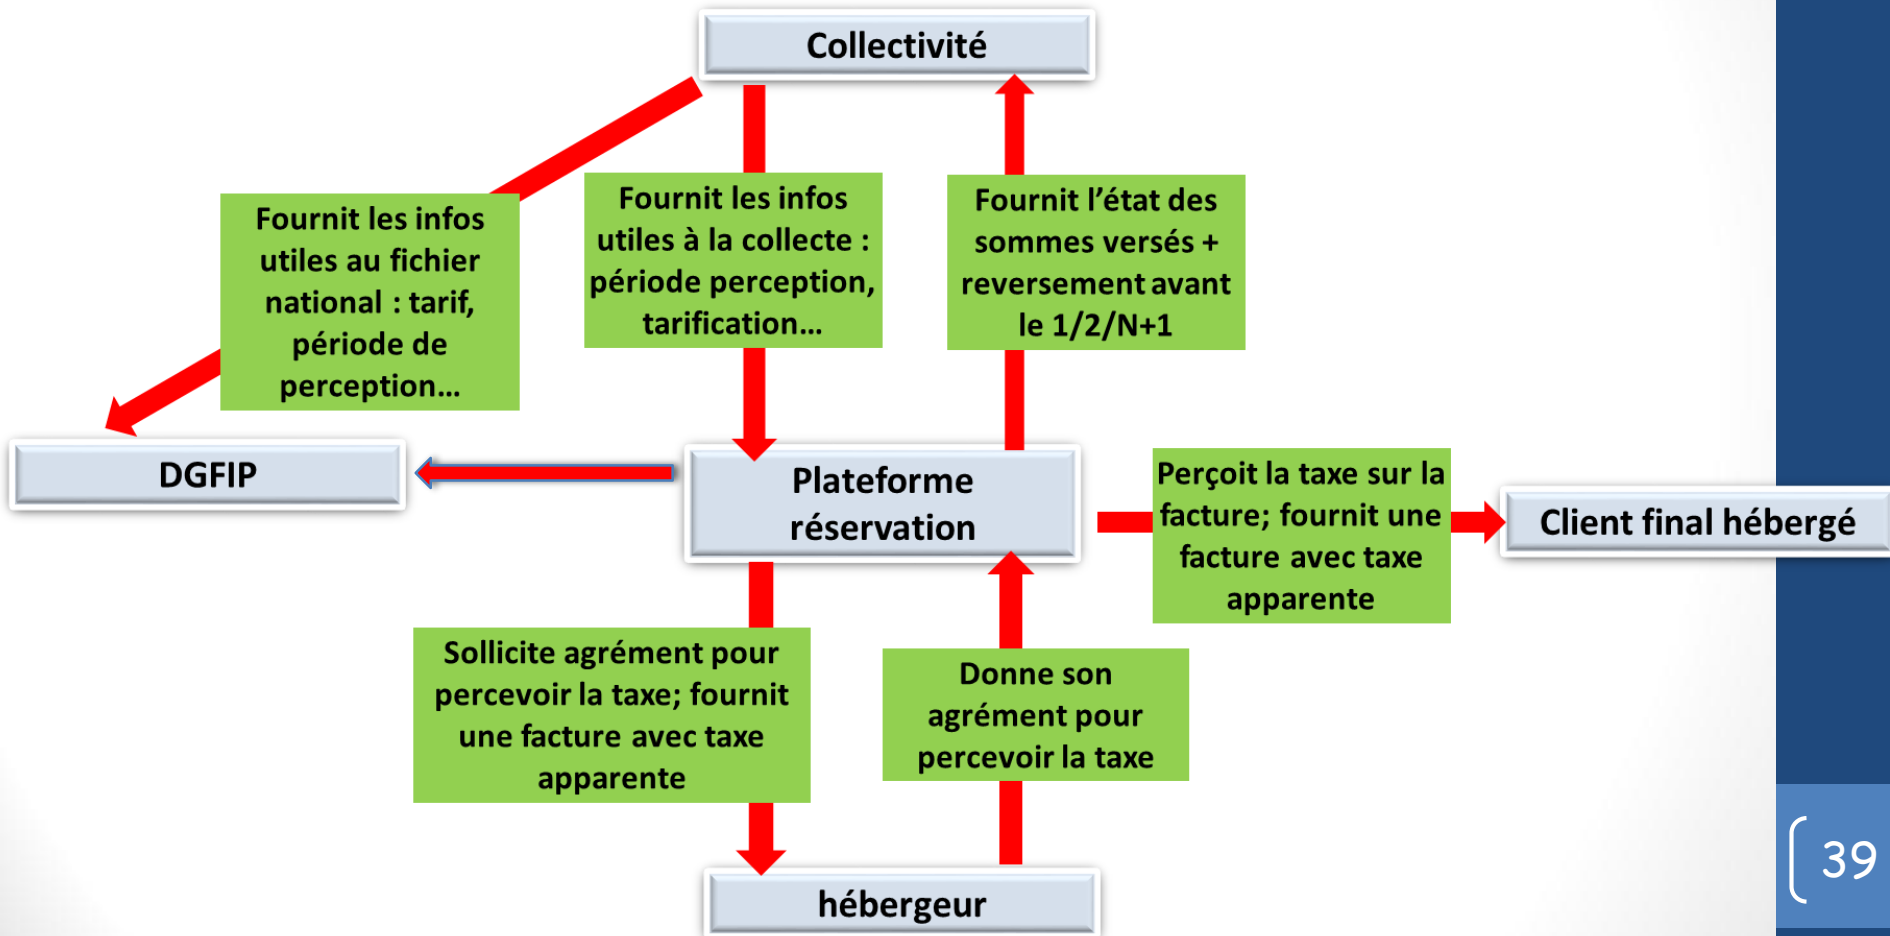 Collectivité
Fournit les infos
utiles au fichier
national : tarif,
période de
perception...
Fournit les infos
utiles à la collecte :
période perception,
tarification...
Fournit l’état des
sommes versés +
reversement avant
le 1/2/N+1
DGFIP
Plateforme
réservation
Perçoit la taxe sur la
facture; fournit une
facture avec taxe
apparente
Client final hébergé
Sollicite agrément pour
percevoir la taxe; fournit
une facture avec taxe
apparente
Donne son
agrément pour
percevoir la taxe
hébergeur
39